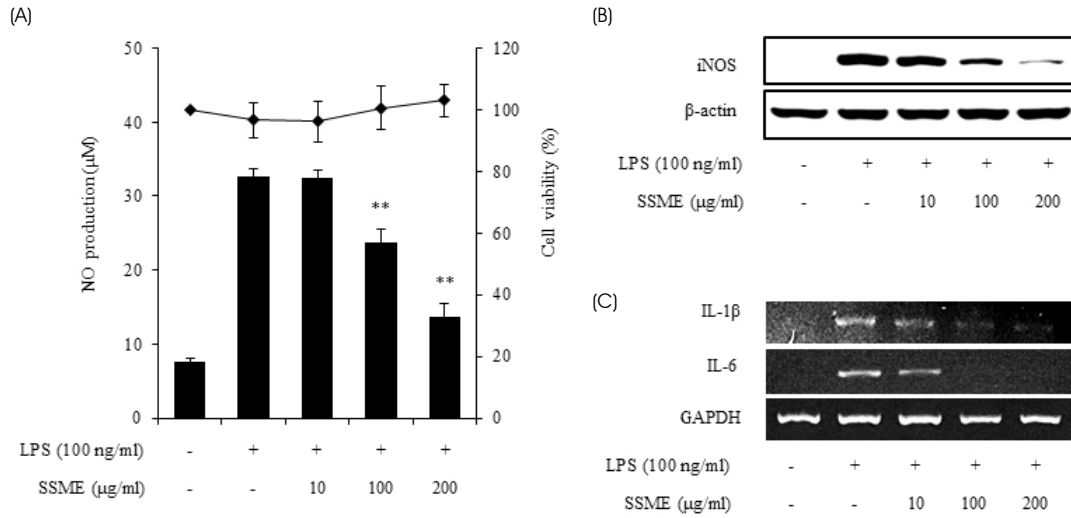 (A)
50
40
30
20
10
0
NO production (μM)
120
100
80
60
40
20
0
Cell viability (%)
**
**
LPS (100 ng/ml) - + + + +
SSME (μg/ml) - - 10 100 200
(B)
iNOS
β-actin
LPS (100 ng/ml) - + + + +
SSME (μg/ml) - - 10 100 200
(C)
IL-1β
IL-6
GAPDH
LPS (100 ng/ml) - + + + +
SSME (μg/ml) - - 10 100 200